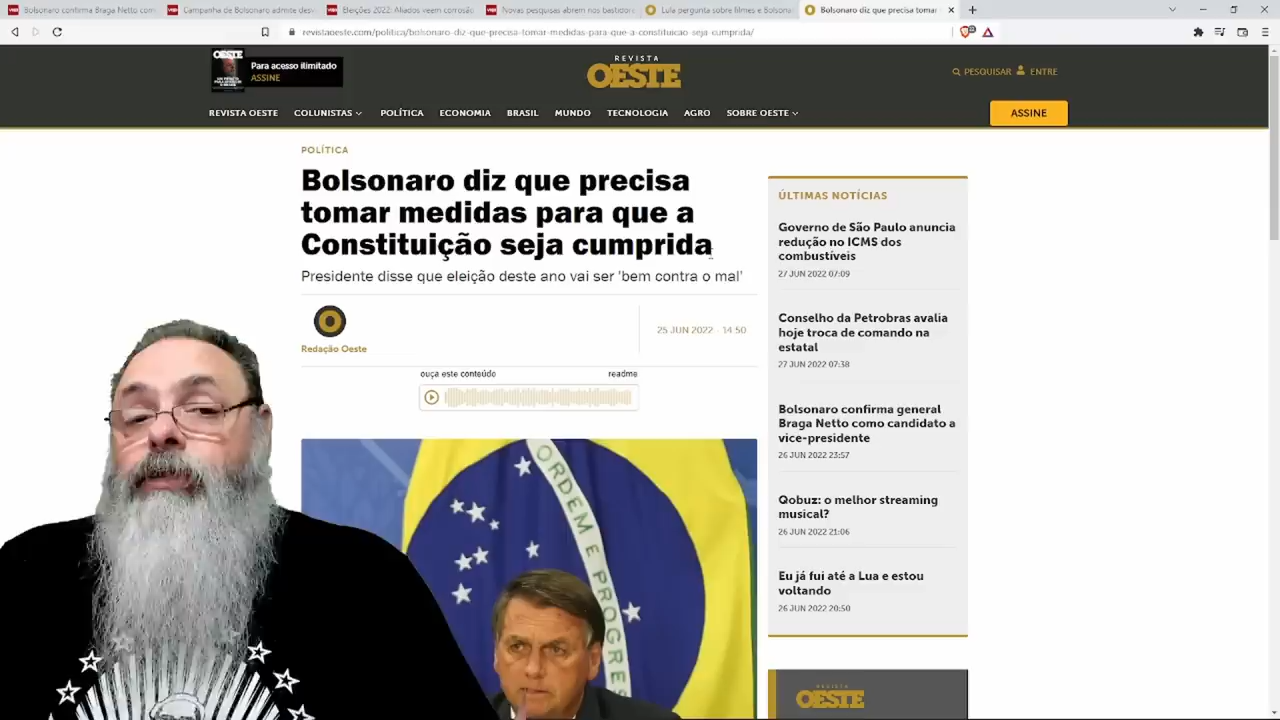 Bolsonaro confirma Braga Netto com
Campanha de Bolsonaro admite desv
Eleições 2022: Aliados veem corrosão
Novas pesquisas abrem nos bastidore
Lula pergunta sobre filmes e Bolsonar
Bolsonaro diz que precisa tomar
revistaoeste.com/politica/bolsonaro-diz-que-precisa-tomar-medidas-para-que-a-constituicao-seja-cumprida/
OESTE
Para acesso ilimitado
ASSINE
REVISTA
OESTE
PESQUISAR
ENTRE
REVISTA OESTE
COLUNISTAS
POLÍTICA
ECONOMIA
BRASIL
MUNDO
TECNOLOGIA
AGRO
SOBRE OESTE
ASSINE
POLÍTICA
Bolsonaro diz que precisa
tomar medidas para que a
Constituição seja cumprida
Presidente disse que eleição deste ano vai ser 'bem contra o mal'
Redação Oeste
25 JUN 2022 - 14:50
ouça este conteúdo
readme
ORDEM E PROGRES
ÚLTIMAS NOTÍCIAS
Governo de São Paulo anuncia
redução no ICMS dos
combustíveis
27 JUN 2022 07:09
Conselho da Petrobras avalia
hoje troca de comando na
estatal
27 JUN 2022 07:38
Bolsonaro confirma general
Braga Netto como candidato a
vice-presidente
26 JUN 2022 23:57
Qobuz: o melhor streaming
musical?
26 JUN 2022 21:06
Eu já fui até a Lua e estou
voltando
26 JUN 2022 20:50
REVISTA
OESTE